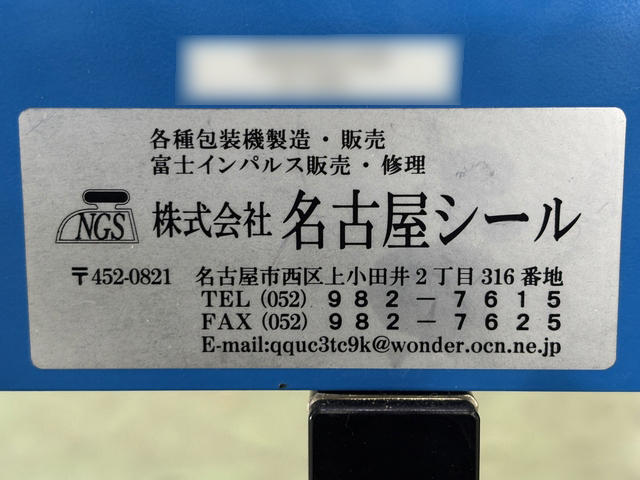 各種包装機製造・販売
富士インパルス販売・修理
NGS 株式会社 名古屋シール
〒452-0821 名古屋市西区上小田井2丁目316番地
TEL (052) 982-7615
FAX (052) 982-7625
E-mail:qquc3tc9k@wonder.ocn.ne.jp